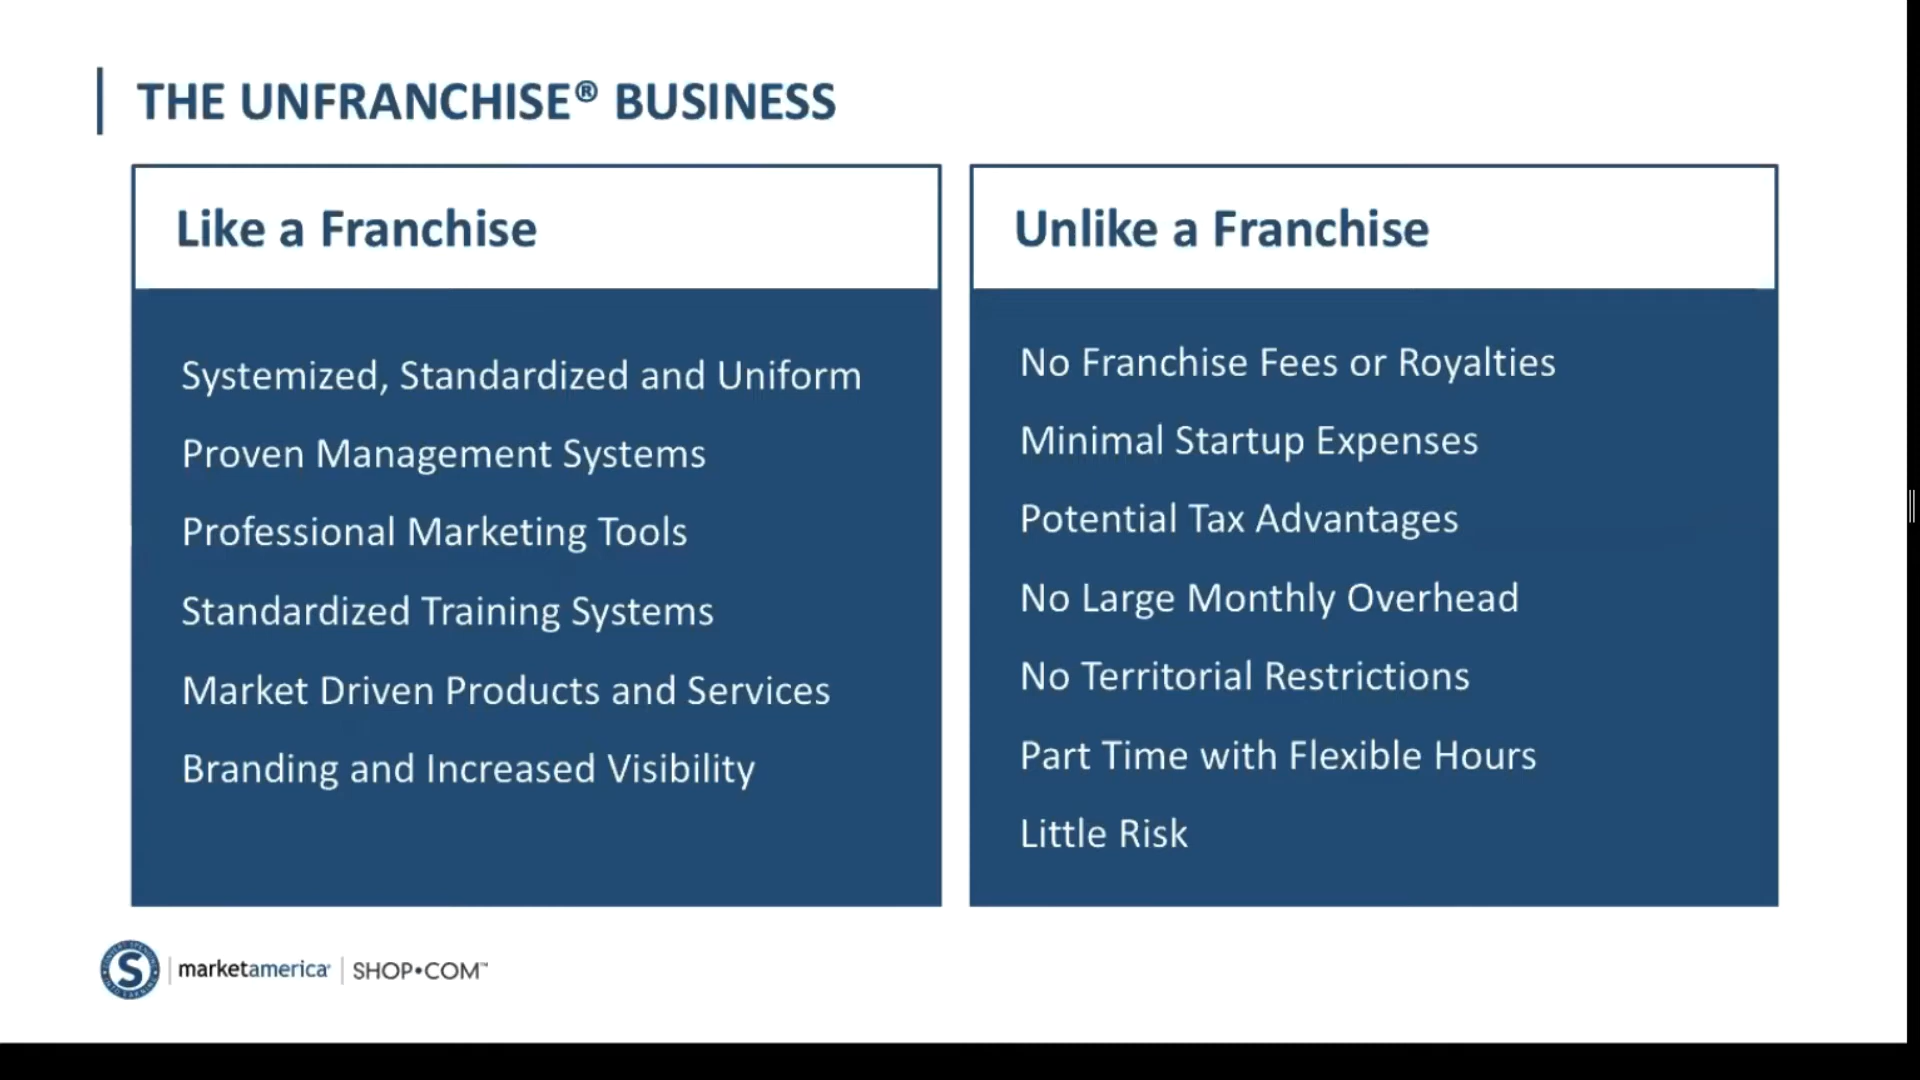 THE UNFRANCHISE® BUSINESS
Like a Franchise
Systemized, Standardized and Uniform
Proven Management Systems
Professional Marketing Tools
Standardized Training Systems
Market Driven Products and Services
Branding and Increased Visibility
Unlike a Franchise
No Franchise Fees or Royalties
Minimal Startup Expenses
Potential Tax Advantages
No Large Monthly Overhead
No Territorial Restrictions
Part Time with Flexible Hours
Little Risk
S
marketamerica
SHOP•COM™